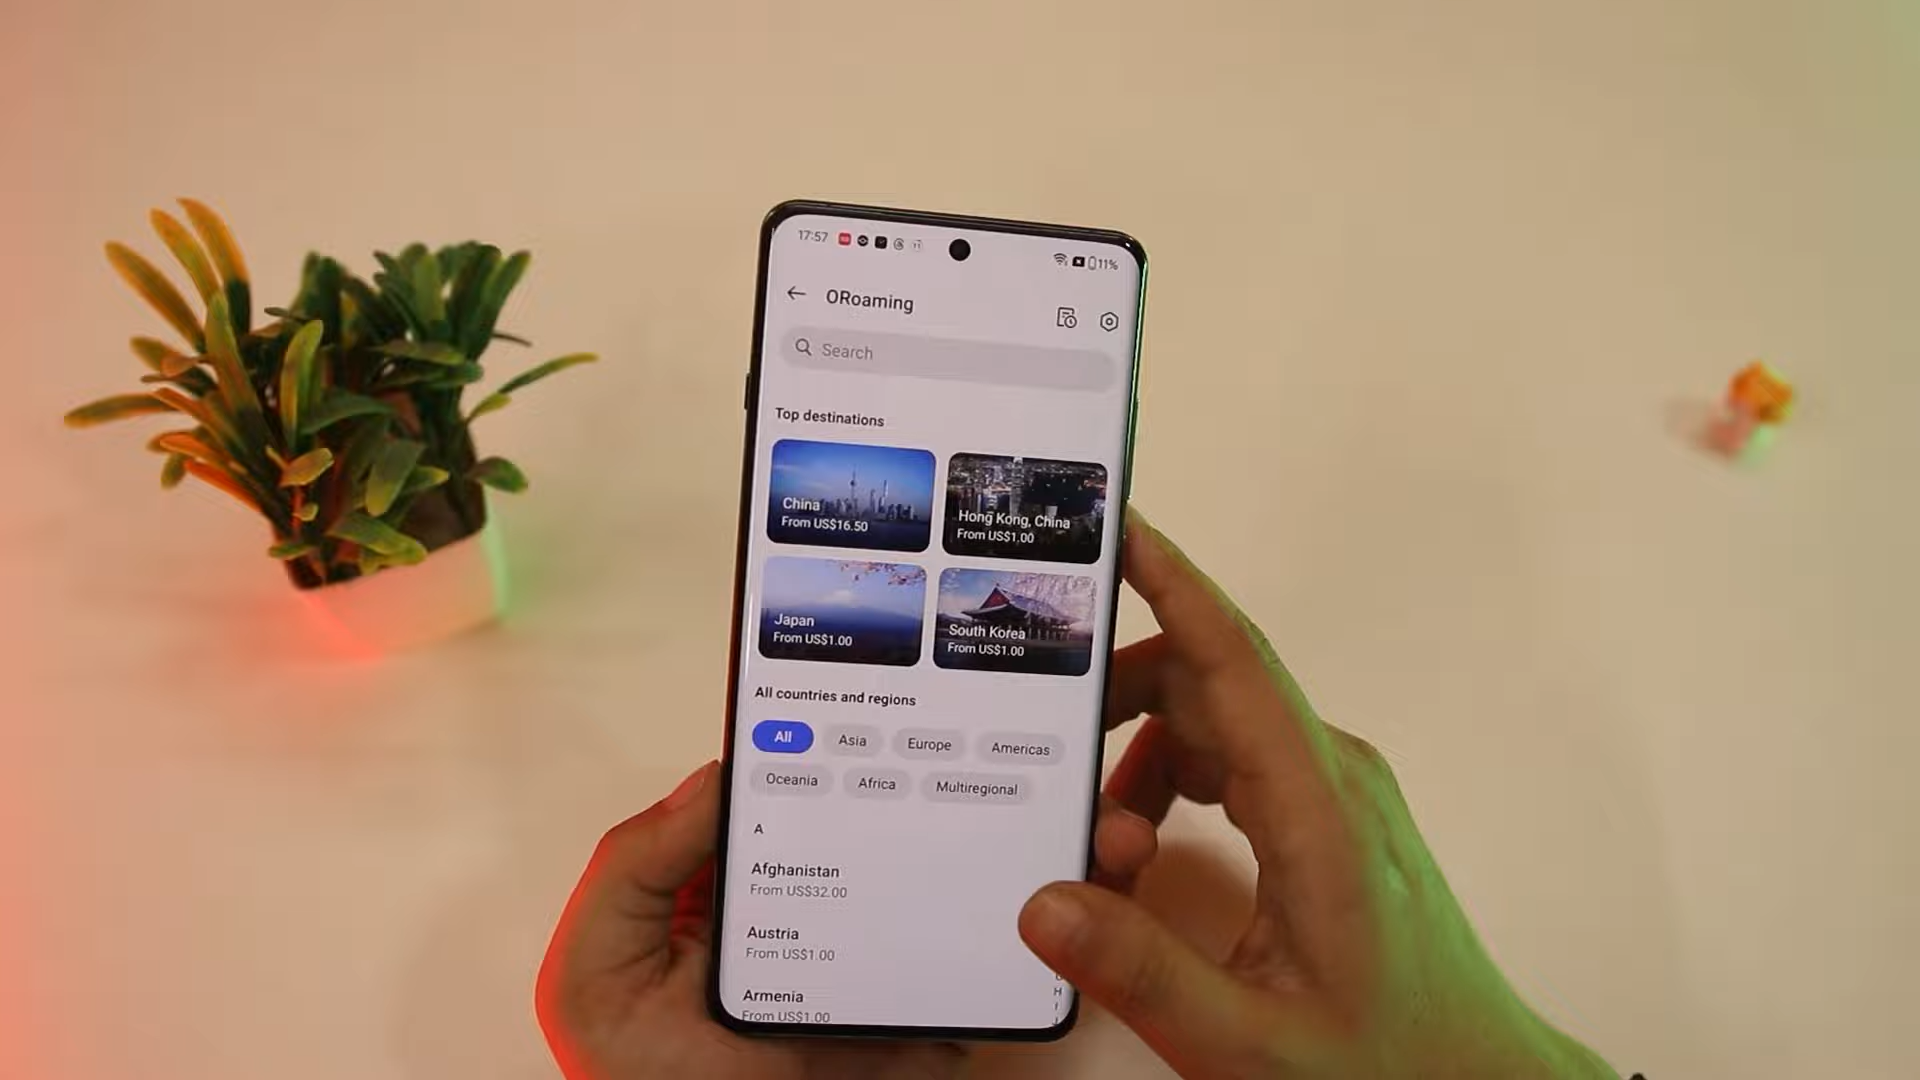 17:57
11%
ORoaming
Search
Top destinations
China
From US$16.50
Hong Kong, China
From US$1.00
Japan
From US$1.00
South Korea
From US$1.00
All countries and regions
All
Asia
Europe
Americas
Oceania
Africa
Multiregional
A
Afghanistan
From US$32.00
Austria
From US$1.00
Armenia
From US$1.00
H